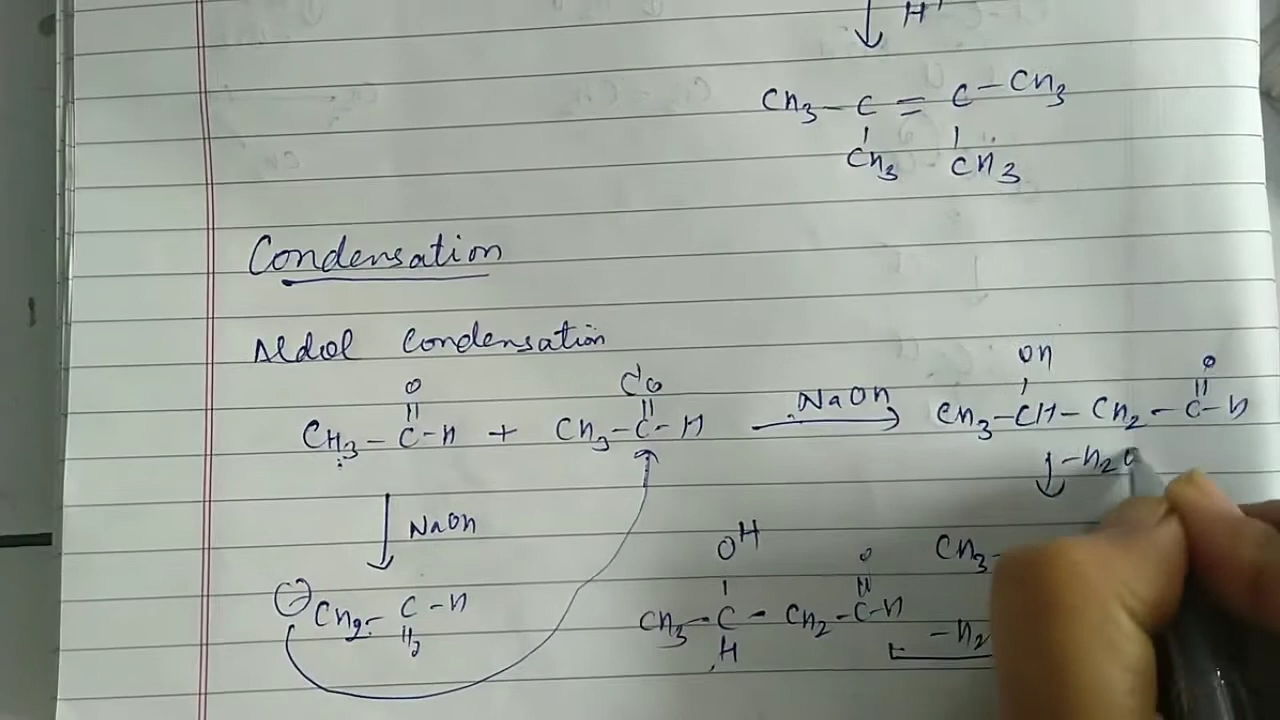 H⁺
CH₃ – C = C – CH₃
CH₃ CH₃
Condensation
Aldol Condensation
O O OH O
CH₃ – C – H + CH₃ – C – H NaOH CH₃ – CH – CH₂ – C – H
– H₂O
NaOH
OH O CH₃ –
⊖CH₂ – C – H CH₃ – C – CH₂ – C – H
H – H₂